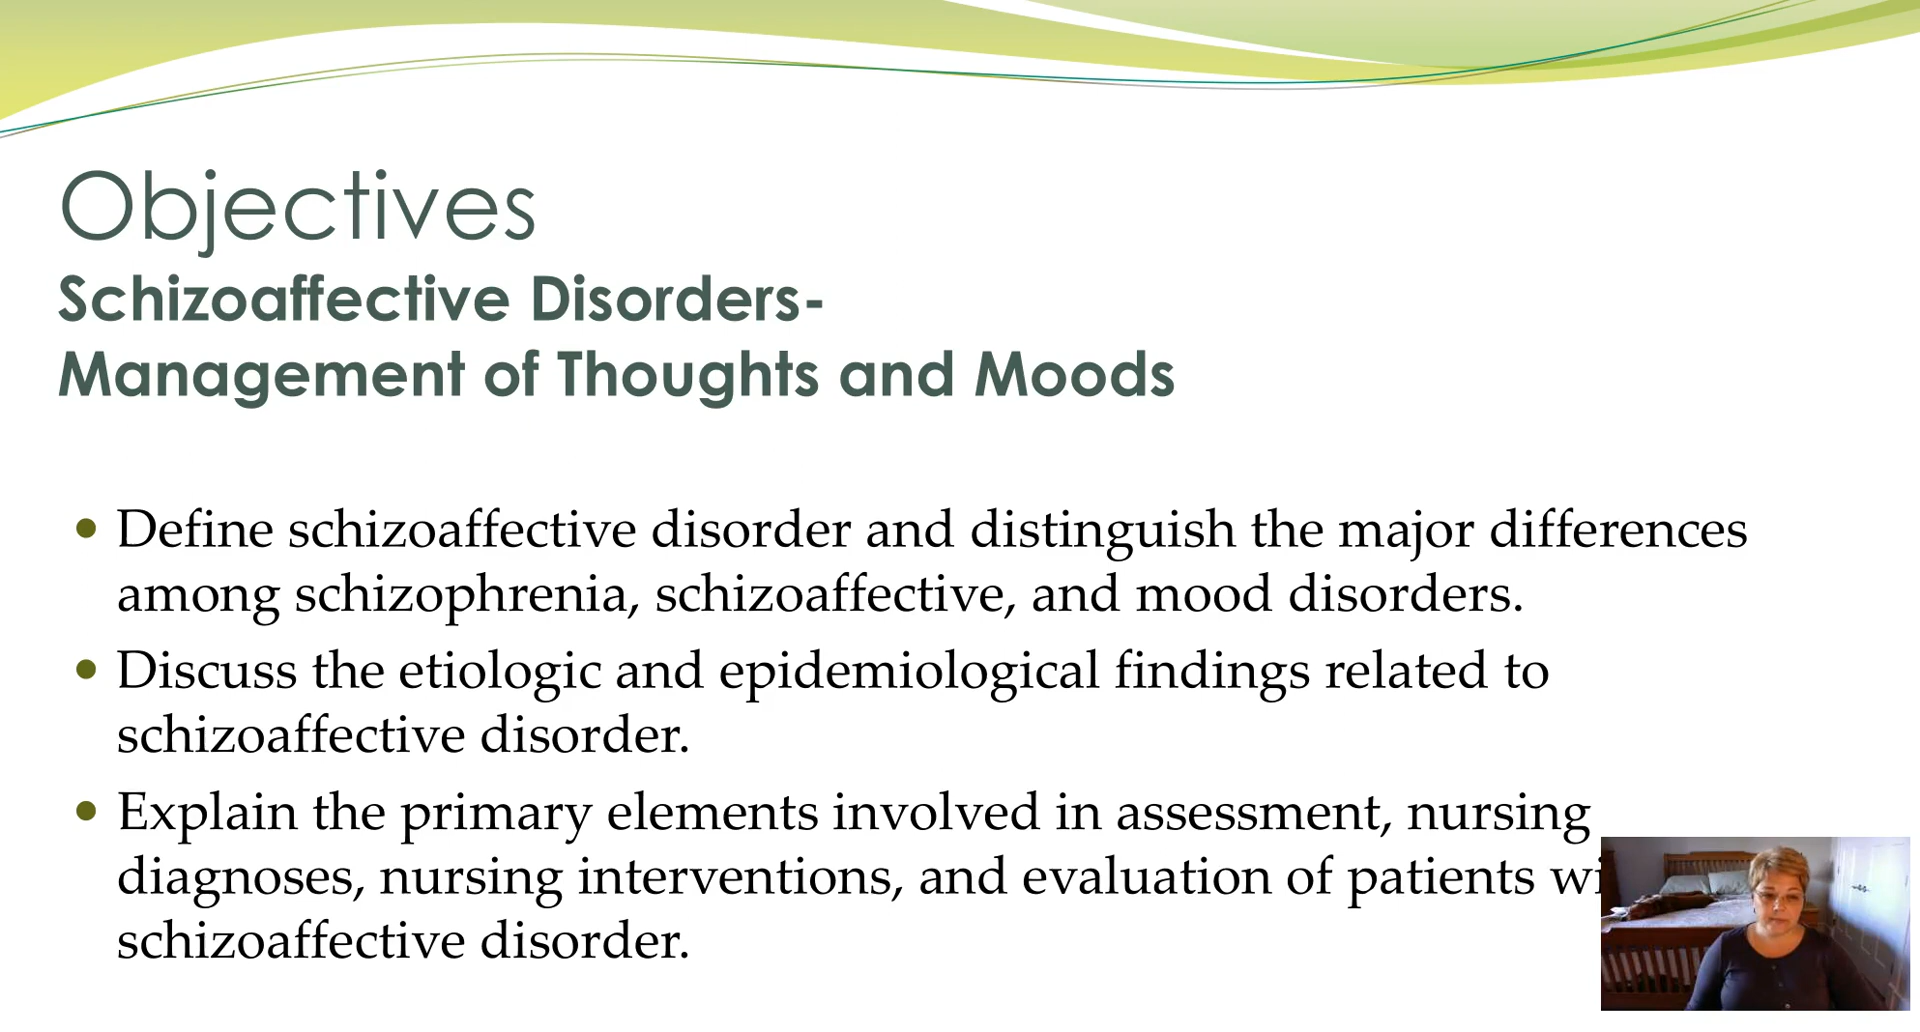 Objectives
Schizoaffective Disorders-
Management of Thoughts and Moods
• Define schizoaffective disorder and distinguish the major differences
among schizophrenia, schizoaffective, and mood disorders.
• Discuss the etiologic and epidemiological findings related to
schizoaffective disorder.
• Explain the primary elements involved in assessment, nursing
diagnoses, nursing interventions, and evaluation of patients
schizoaffective disorder.